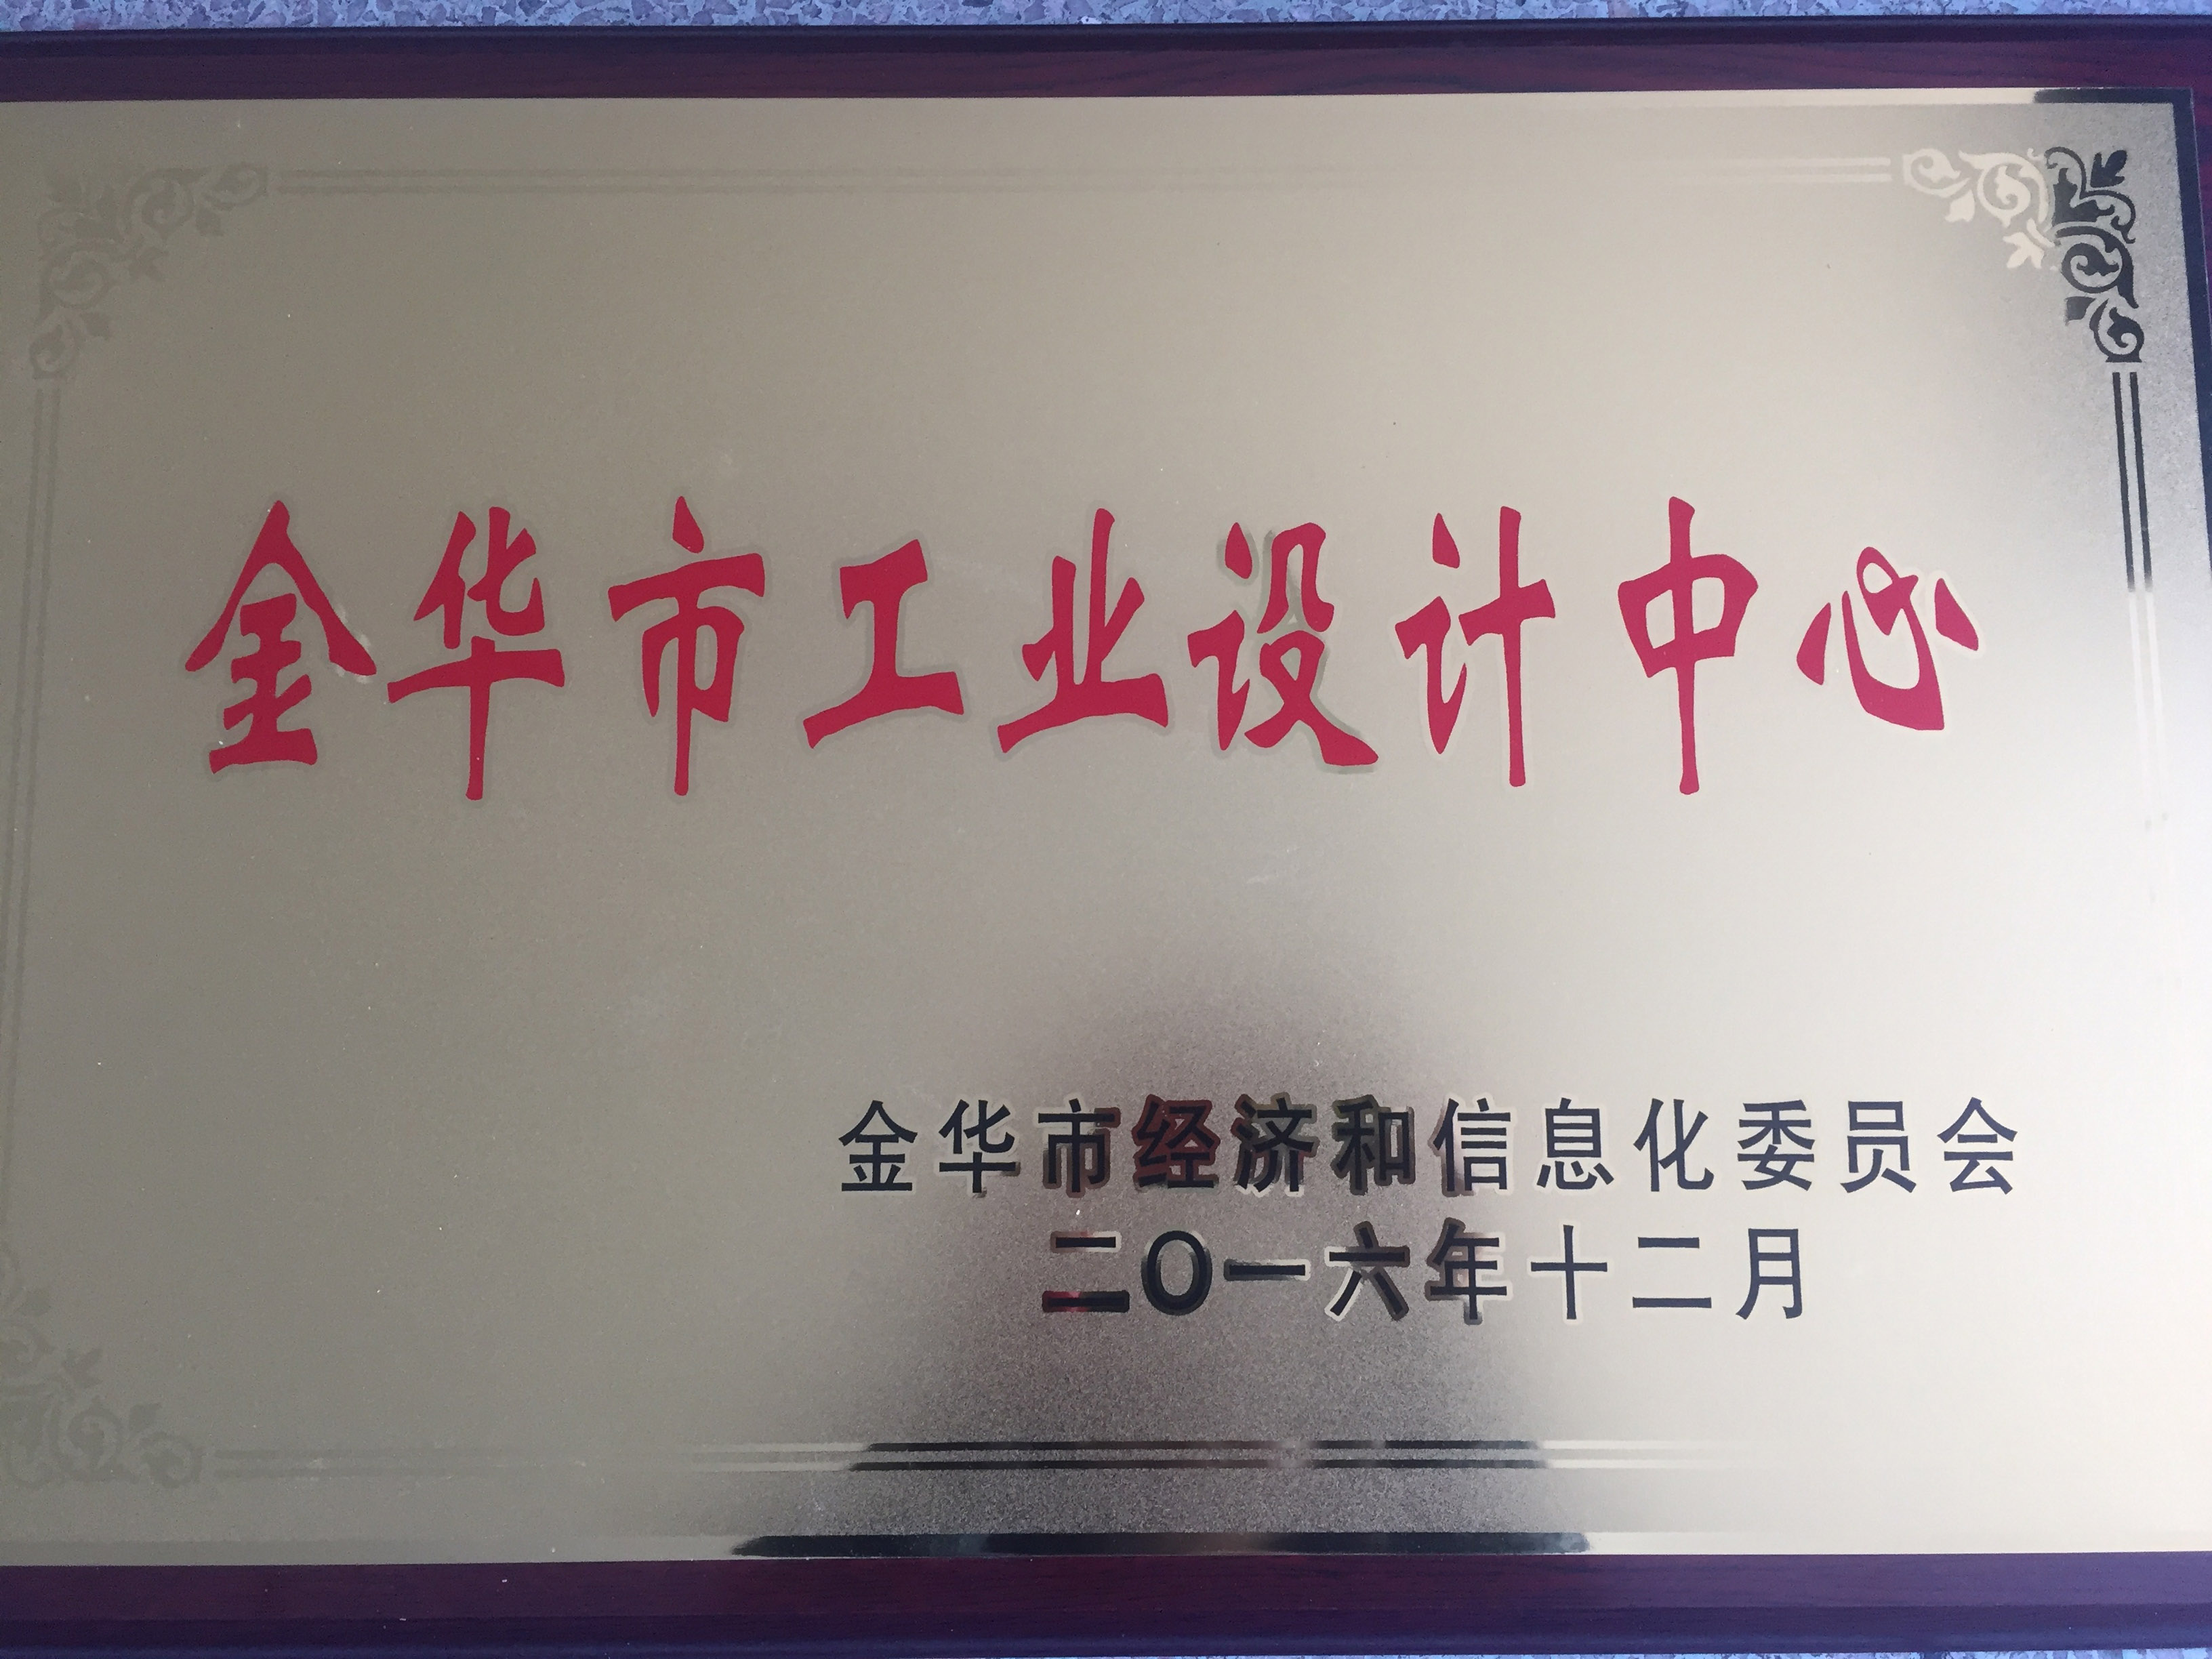 金华市工业设计中心
金华市经济和信息化委员会
二〇一六年十二月